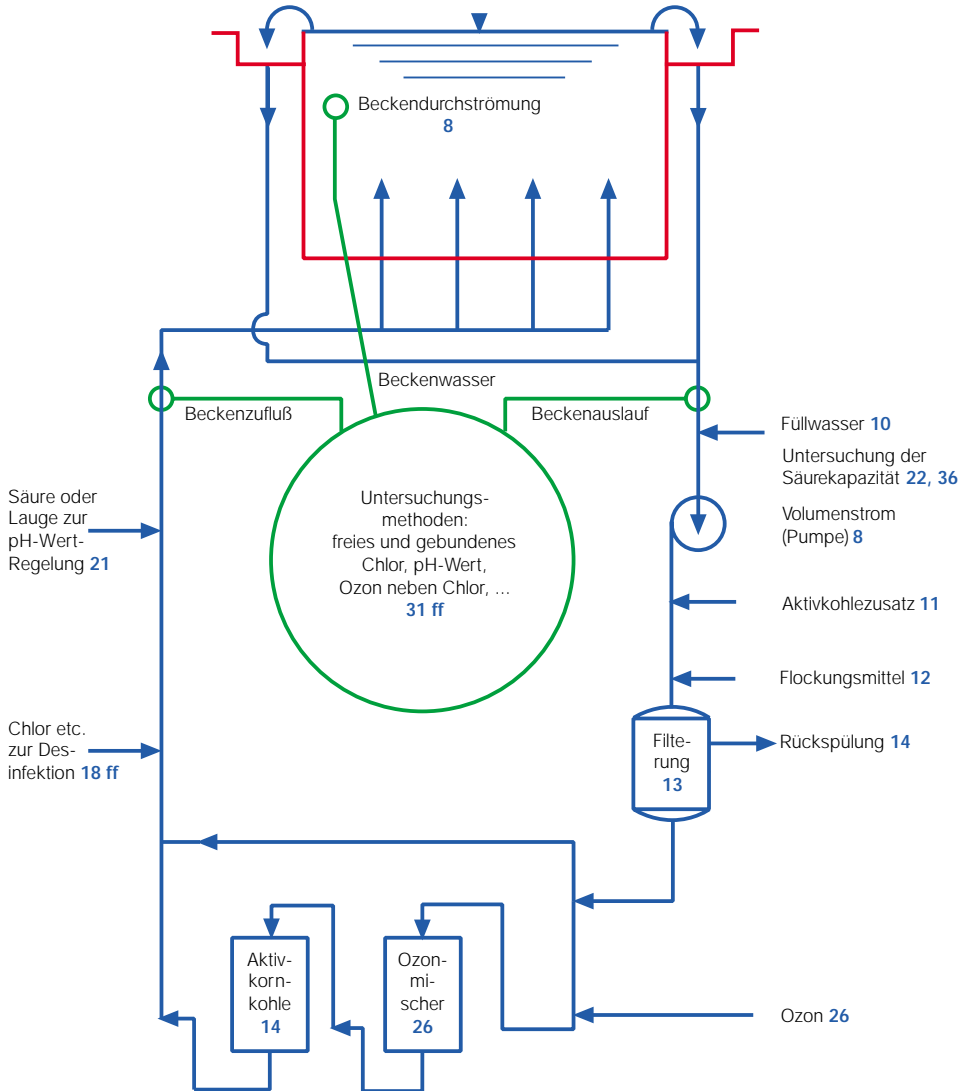 Beckendurchströmung
8
Beckenwasser
Beckenzufluß
Beckenauslauf
Füllwasser 10
Untersuchung der
Säurekapazität 22, 36
Volumenstrom
(Pumpe) 8
Säure oder
Lauge zur
pH-Wert-
Regelung 21
Untersuchungs-
methoden:
freies und gebundenes
Chlor, pH-Wert,
Ozon neben Chlor, ...
31 ff
Aktivkohlezusatz 11
Flockungsmittel 12
Chlor etc.
zur Des-
infektion 18 ff
Filte-
rung
13
Rückspülung 14
Aktiv-
korn-
kohle
14
Ozon-
mi-
scher
26
Ozon 26